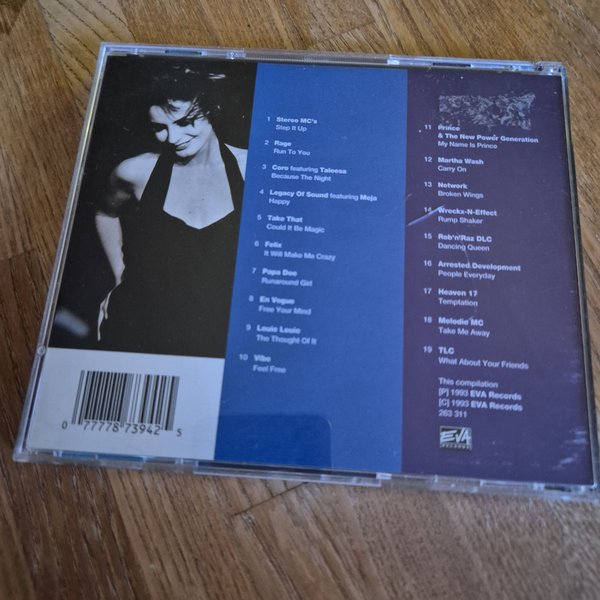 1 Stereo MC's
Step It Up
2 Rage
Run To You
3 Coro featuring Taleesa
Because The Night
4 Legacy Of Sound featuring Meja
Happy
5 Take That
Could It Be Magic
6 Felix
It Will Make Me Crazy
7 Papa Dee
Runaround Girl
8 En Vogue
Free Your Mind
9 Louie Louie
The Thought Of It
10 Vibe
Feel Free
11 Prince
& The New Power Generation
My Name Is Prince
12 Martha Wash
Carry On
13 Network
Broken Wings
14 Wreckx-N-Effect
Rump Shaker
15 Rob'n'Raz DLC
Dancing Queen
16 Arrested Development
People Everyday
17 Heaven 17
Temptation
18 Melodie MC
Take Me Away
19 TLC
What About Your Friends
This compilation
[P] 1993 EVA Records
[C] 1993 EVA Records
263 311
EVA
RECORDS
0 77778 73942 5